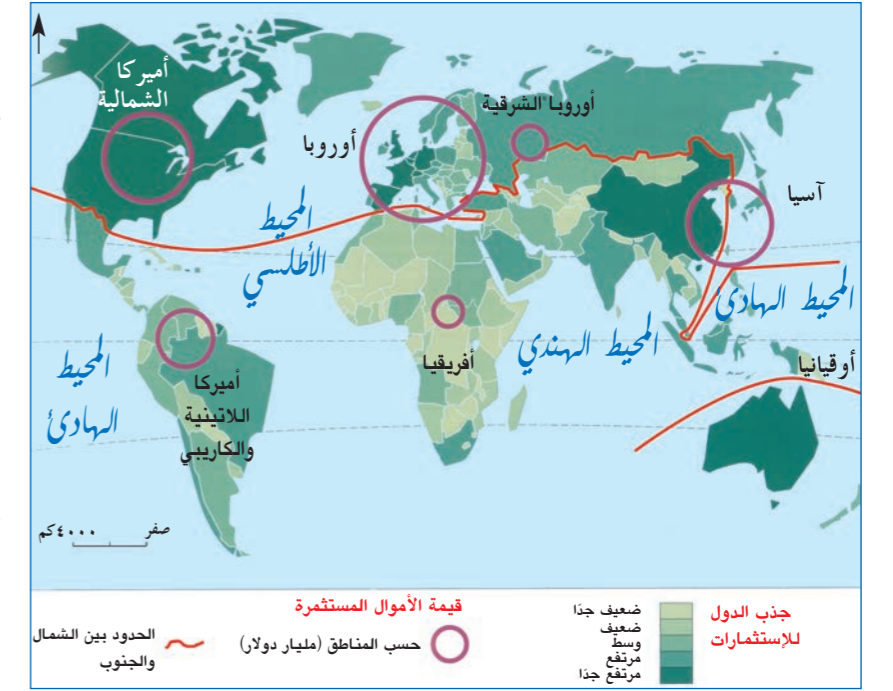 أميركا
الشمالية
أوروبا
أوروبا الشرقية
آسيا
المحيط
الأطلسي
المحيط الهادئ
المحيط الهندي
أوقيانيا
أفريقيا
المحيط
الهادئ
أميركا
اللاتينية
والكاريبي
صفر ٤٠٠٠كم
جذب الدول
للإستثمارات
ضعيف جدًا
ضعيف
وسط
مرتفع
مرتفع جدًا
قيمة الأموال المستثمرة
حسب المناطق (مليار دولار)
الحدود بين الشمال
والجنوب